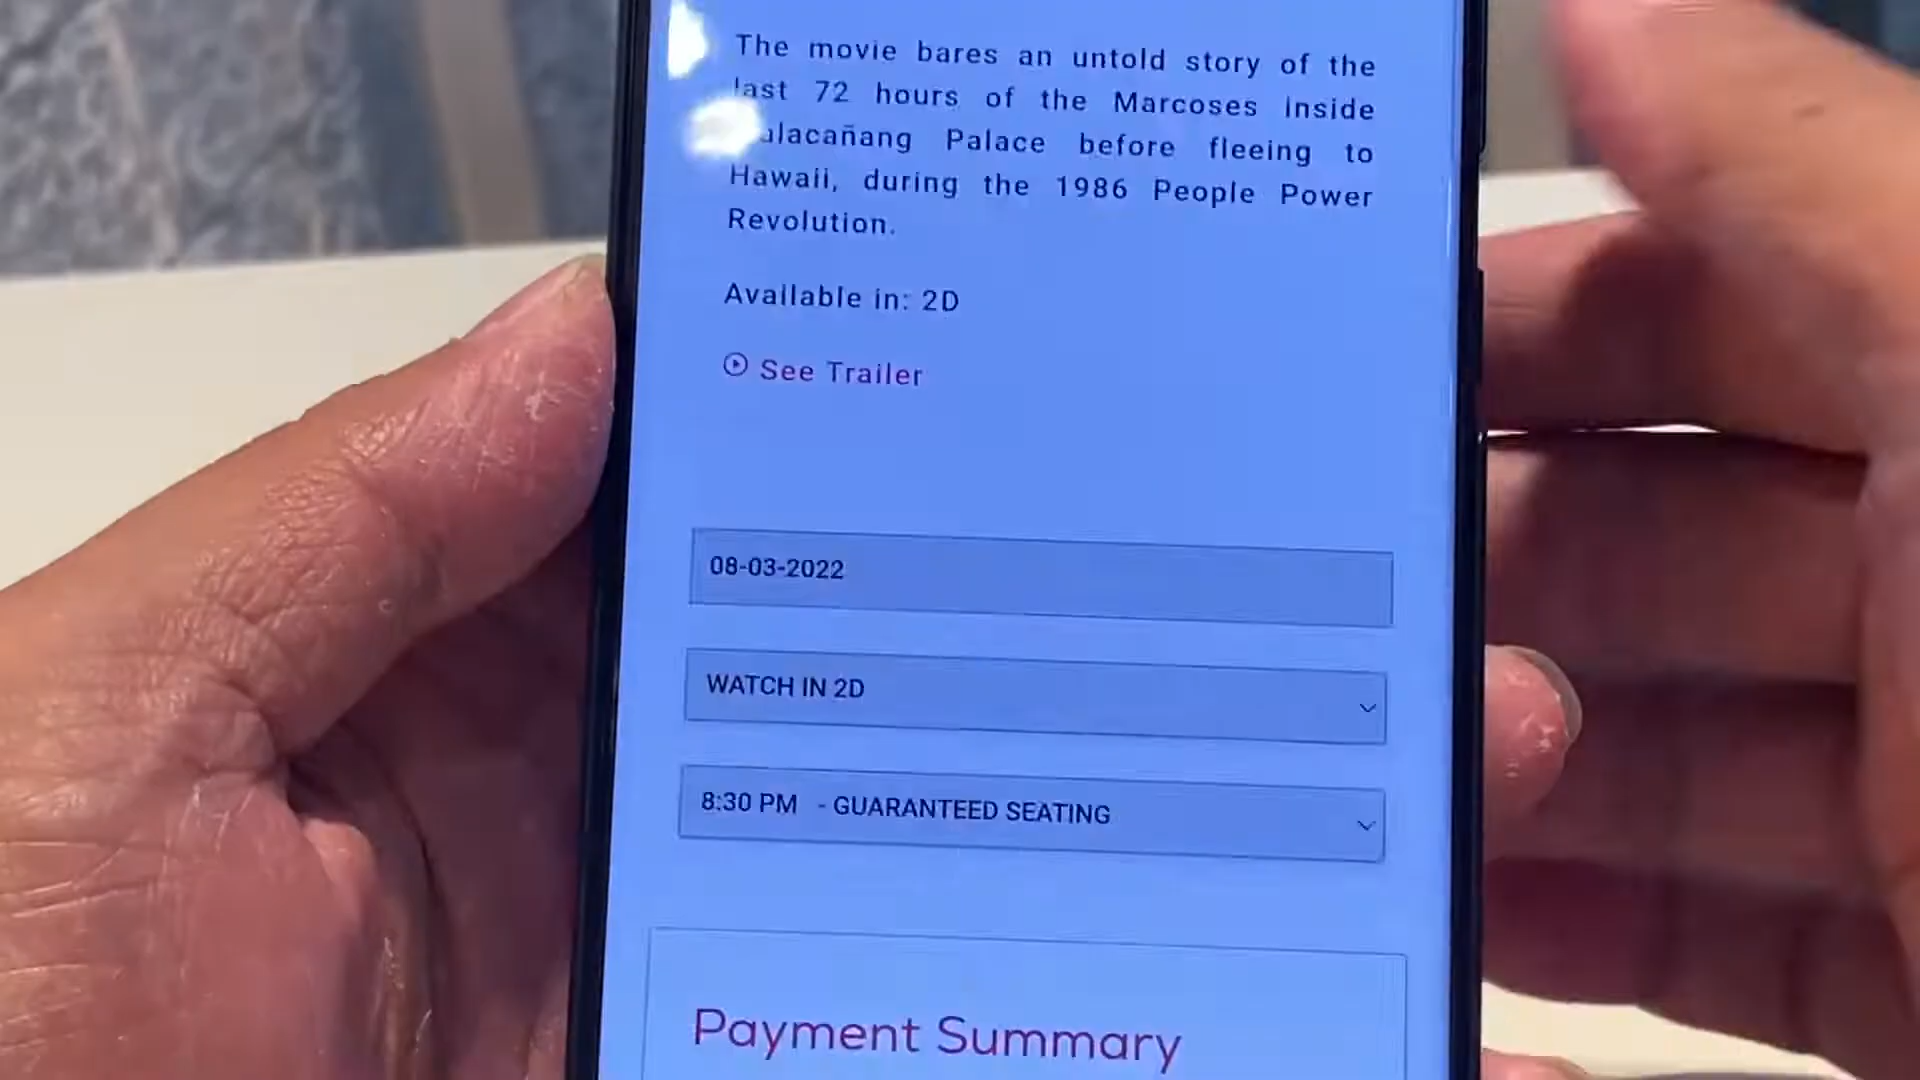 The movie bares an untold story of the
last 72 hours of the Marcoses inside
alacañang Palace before fleeing to
Hawaii, during the 1986 People Power
Revolution.
Available in: 2D
See Trailer
08-03-2022
WATCH IN 2D
8:30 PM - GUARANTEED SEATING
Payment Summary